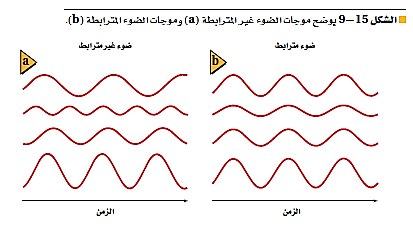 الشكل 15–9 يوضح موجات الضوء غير المترابطة (a) وموجات الضوء المترابطة (b).
ضوء غير مترابط
ضوء مترابط
a
b
الزمن
الزمن